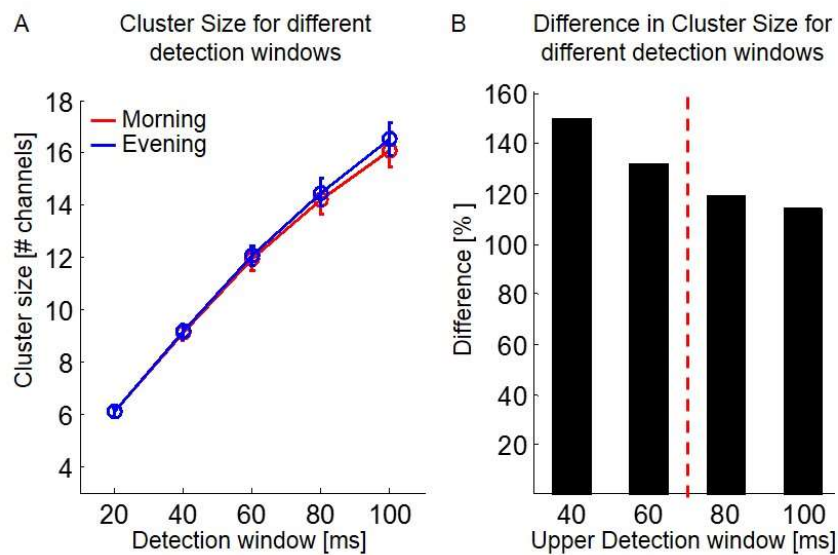 A
Cluster Size for different
detection windows
18
16
14
12
10
8
6
4
Cluster size [# channels]
Morning
Evening
20 40 60 80 100
Detection window [ms]
B
Difference in Cluster Size for
different detection windows
160
140
120
100
80
60
40
20
Difference [% ]
40 60 80 100
Upper Detection window [ms]